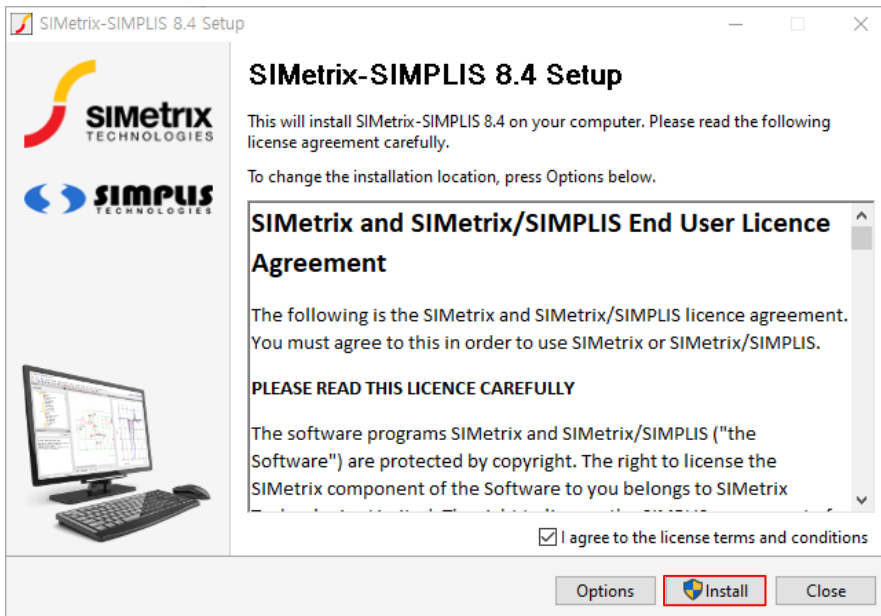 SIMetrix-SIMPLIS 8.4 Setup
SIMetrix
TECHNOLOGIES
SIMPLIS
TECHNOLOGIES
SIMetrix-SIMPLIS 8.4 Setup
This will install SIMetrix-SIMPLIS 8.4 on your computer. Please read the following
license agreement carefully.
To change the installation location, press Options below.
SIMetrix and SIMetrix/SIMPLIS End User Licence
Agreement
The following is the SIMetrix and SIMetrix/SIMPLIS licence agreement.
You must agree to this in order to use SIMetrix or SIMetrix/SIMPLIS.
PLEASE READ THIS LICENCE CAREFULLY
The software programs SIMetrix and SIMetrix/SIMPLIS ("the
Software") are protected by copyright. The right to license the
SIMetrix component of the Software to you belongs to SIMetrix
I agree to the license terms and conditions
Options
Install
Close